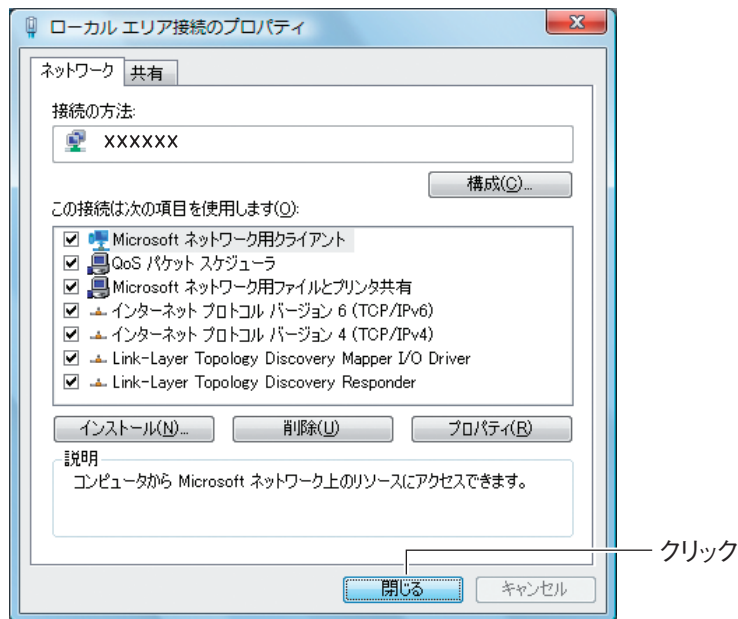 ローカル エリア接続のプロパティ
ネットワーク 共有
接続の方法:
XXXXXX
構成(C)...
この接続は次の項目を使用します(O):
Microsoft ネットワーク用クライアント
QoS パケット スケジューラ
Microsoft ネットワーク用ファイルとプリンタ共有
インターネット プロトコル バージョン 6 (TCP/IPv6)
インターネット プロトコル バージョン 4 (TCP/IPv4)
Link-Layer Topology Discovery Mapper I/O Driver
Link-Layer Topology Discovery Responder
インストール(N)... 削除(U) プロパティ(R)
説明
コンピュータから Microsoft ネットワーク上のリソースにアクセスできます。
クリック
閉じる キャンセル